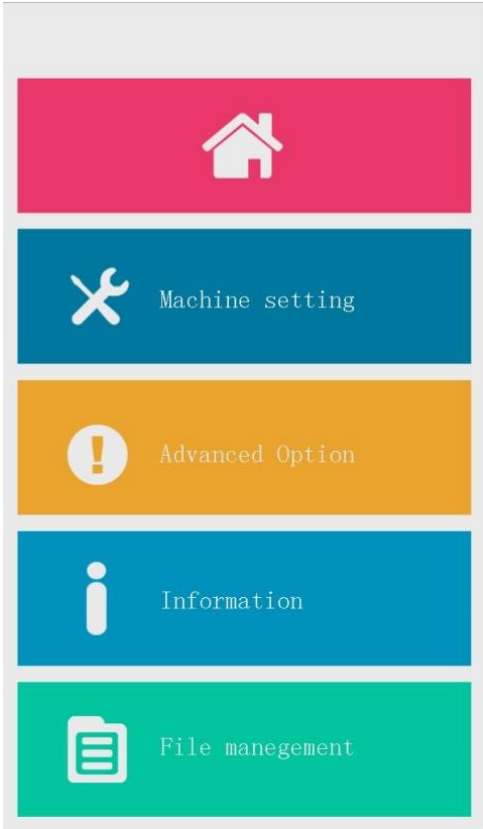 Machine setting
Advanced Option
Information
File manegement